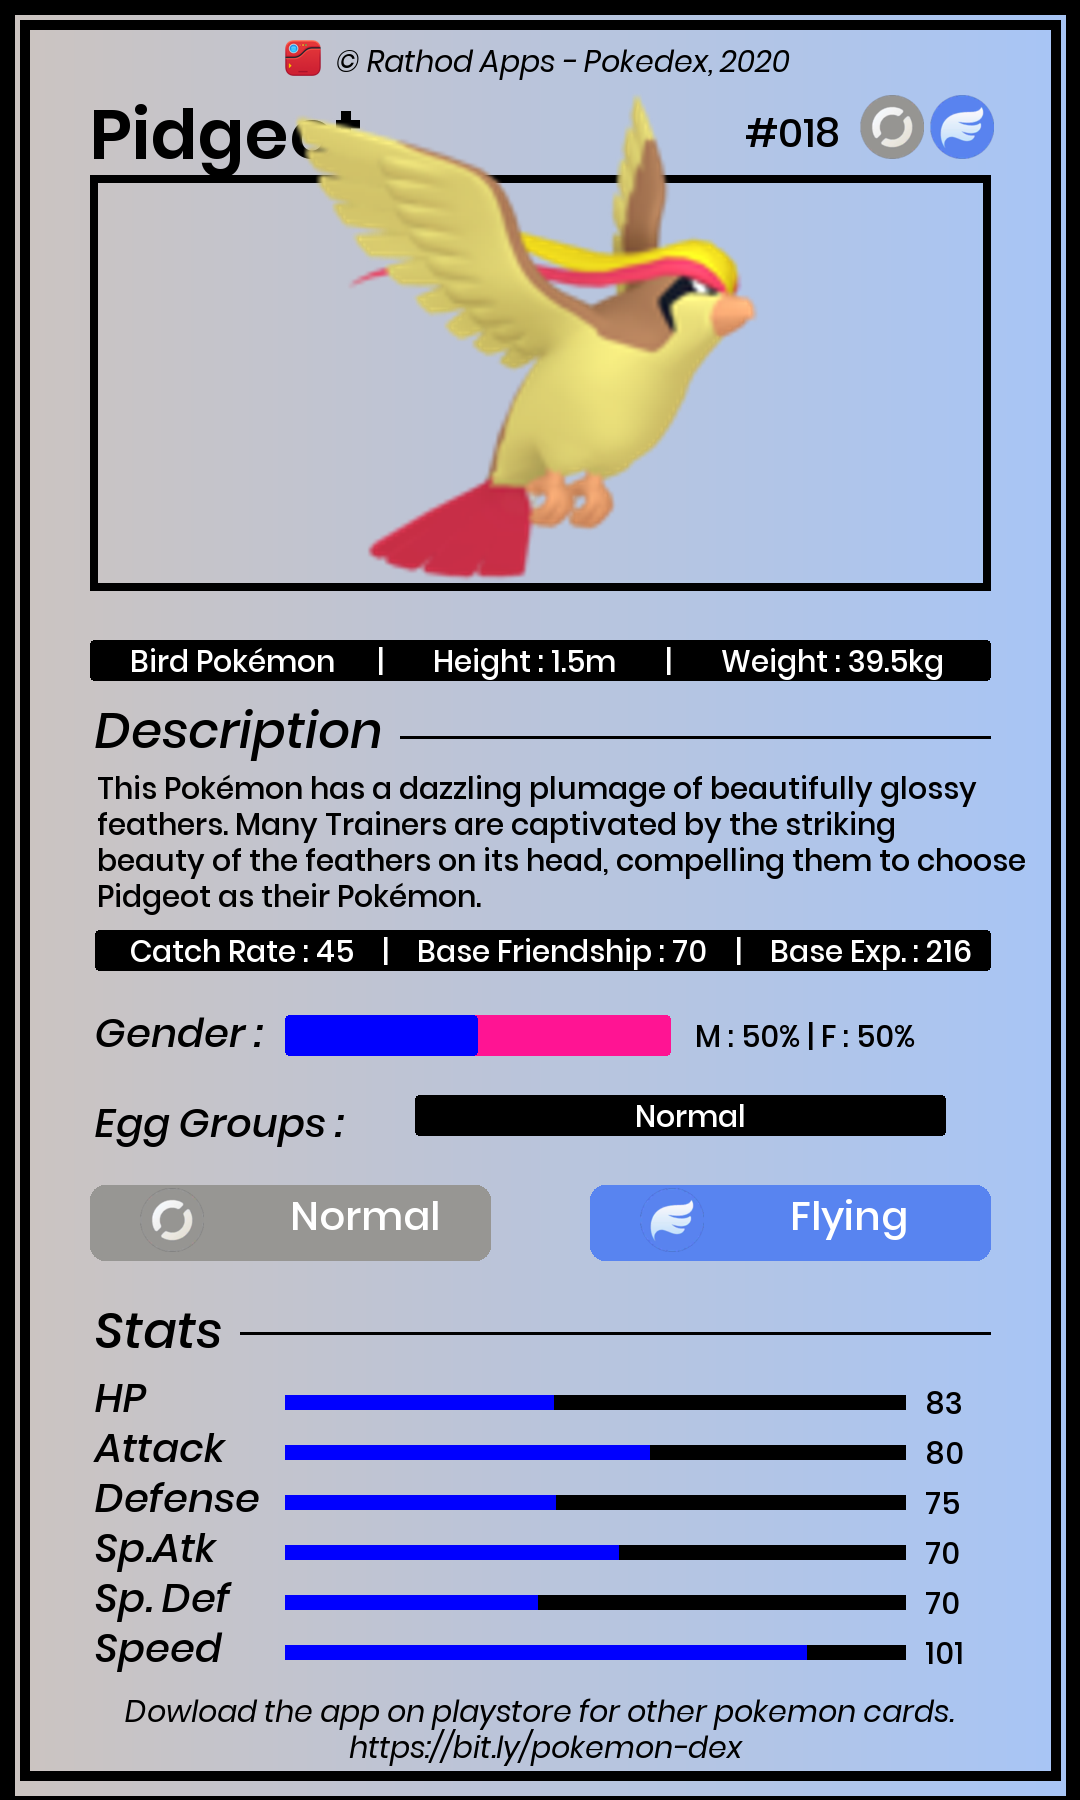 © Rathod Apps - Pokedex, 2020
Pidgeot
#018
Bird Pokémon | Height : 1.5m | Weight : 39.5kg
Description
This Pokémon has a dazzling plumage of beautifully glossy
feathers. Many Trainers are captivated by the striking
beauty of the feathers on its head, compelling them to choose
Pidgeot as their Pokémon.
Catch Rate : 45 | Base Friendship : 70 | Base Exp. : 216
Gender : M : 50% | F : 50%
Egg Groups : Normal
Normal Flying
Stats
HP 83
Attack 80
Defense 75
Sp.Atk 70
Sp. Def 70
Speed 101
Dowload the app on playstore for other pokemon cards.
https://bit.ly/pokemon-dex